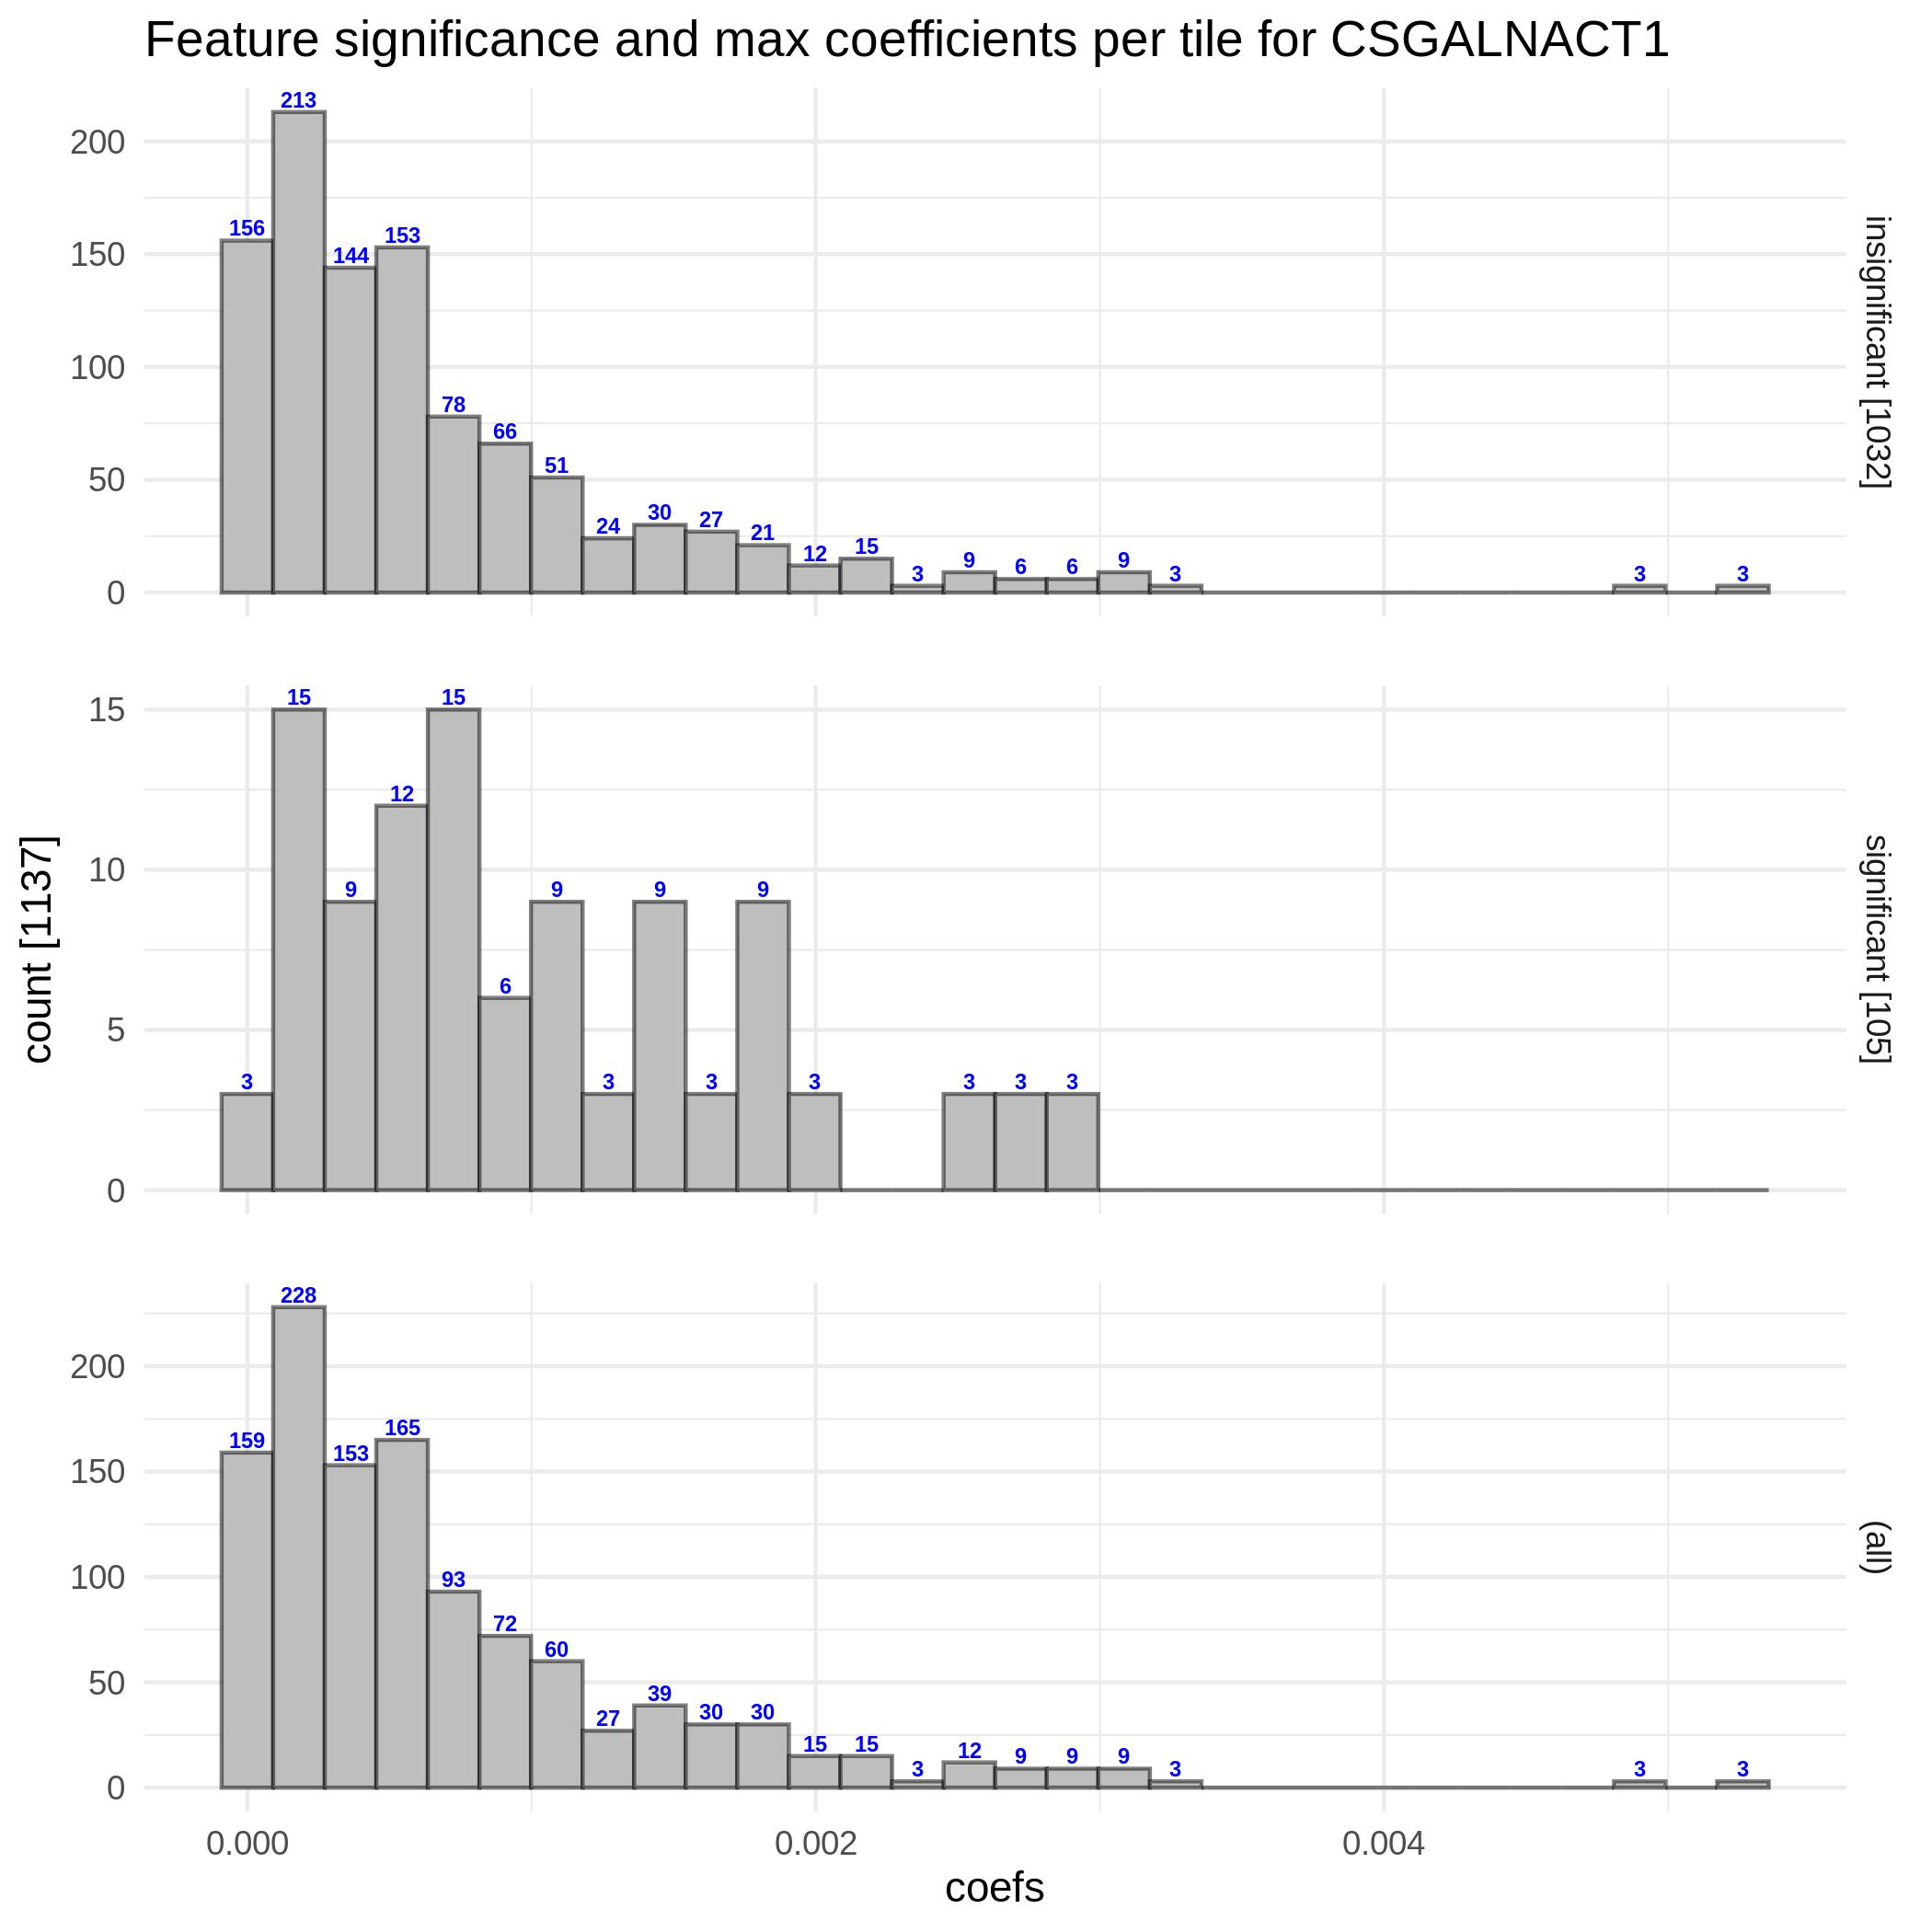 Feature significance and max coefficients per tile for CSGALNACT1
213
200
156
153
150
144
100
78
66
51
50
24 30 27 21 12 15 3 9 6 6 9 3 3 3
0
insignificant [1032]
15 15
15
12
10
9 9 9 9
6
5
3 3 3 3 3 3 3
0
significant [105]
count [1137]
228
200
159 153 165
150
100
93
72
60
50
27 39 30 30 15 15 3 12 9 9 9 3 3 3
0
(all)
0.000 0.002 0.004
coefs